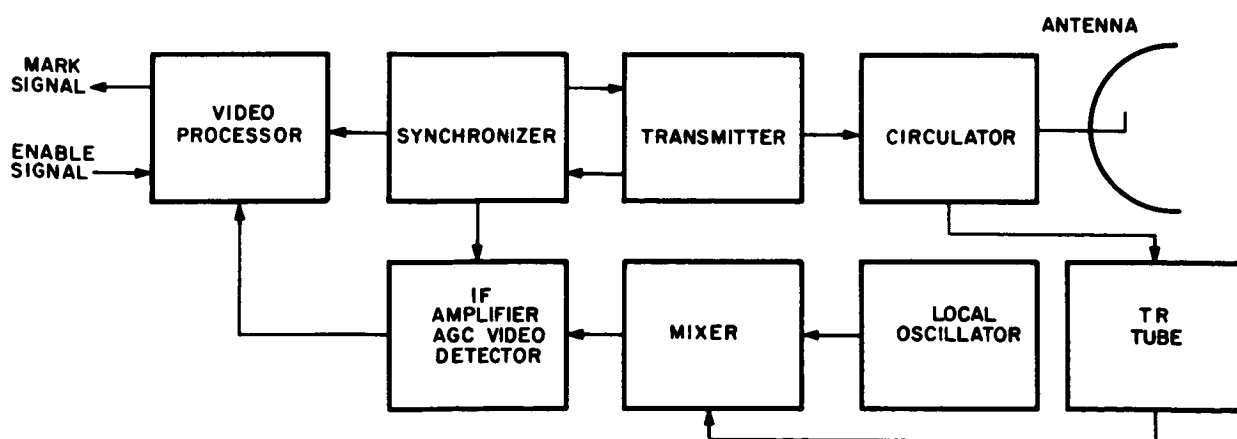 ANTENNA
MARK
SIGNAL
ENABLE
SIGNAL
VIDEO
PROCESSOR
SYNCHRONIZER
TRANSMITTER
CIRCULATOR
IF
AMPLIFIER
AGC VIDEO
DETECTOR
MIXER
LOCAL
OSCILLATOR
TR
TUBE